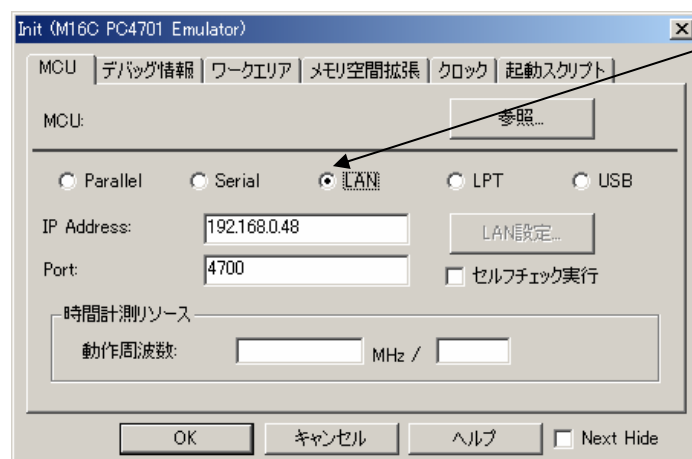 Init (M16C PC4701 Emulator)
MCU デバッグ情報 ワークエリア メモリ空間拡張 クロック 起動スクリプト
MCU: 参照...
Parallel Serial LAN LPT USB
IP Address: 192.168.0.48 LAN設定...
Port: 4700 セルフチェック実行
時間計測リソース
動作周波数: MHz /
OK キャンセル ヘルプ Next Hide